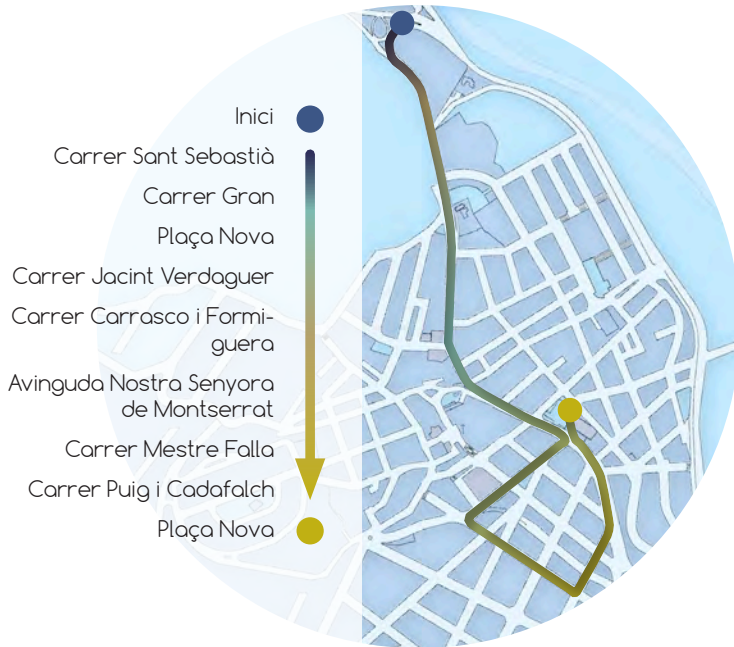 Inici
Carrer Sant Sebastià
Carrer Gran
Plaça Nova
Carrer Jacint Verdaguer
Carrer Carrasco i Formi-
guera
Avinguda Nostra Senyora
de Montserrat
Carrer Mestre Falla
Carrer Puig i Cadafalch
Plaça Nova